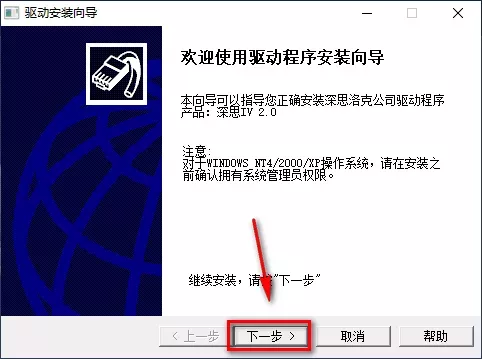 驱动安装向导
欢迎使用驱动程序安装向导
本向导可以指导您正确安装深思洛克公司驱动程序
产品：深思IV 2.0
注意:
对于WINDOWS NT4/2000/XP操作系统，请在安装之
前确认拥有系统管理员权限。
继续安装，请 "下一步"
< 上一步
下一步 >
取消
帮助